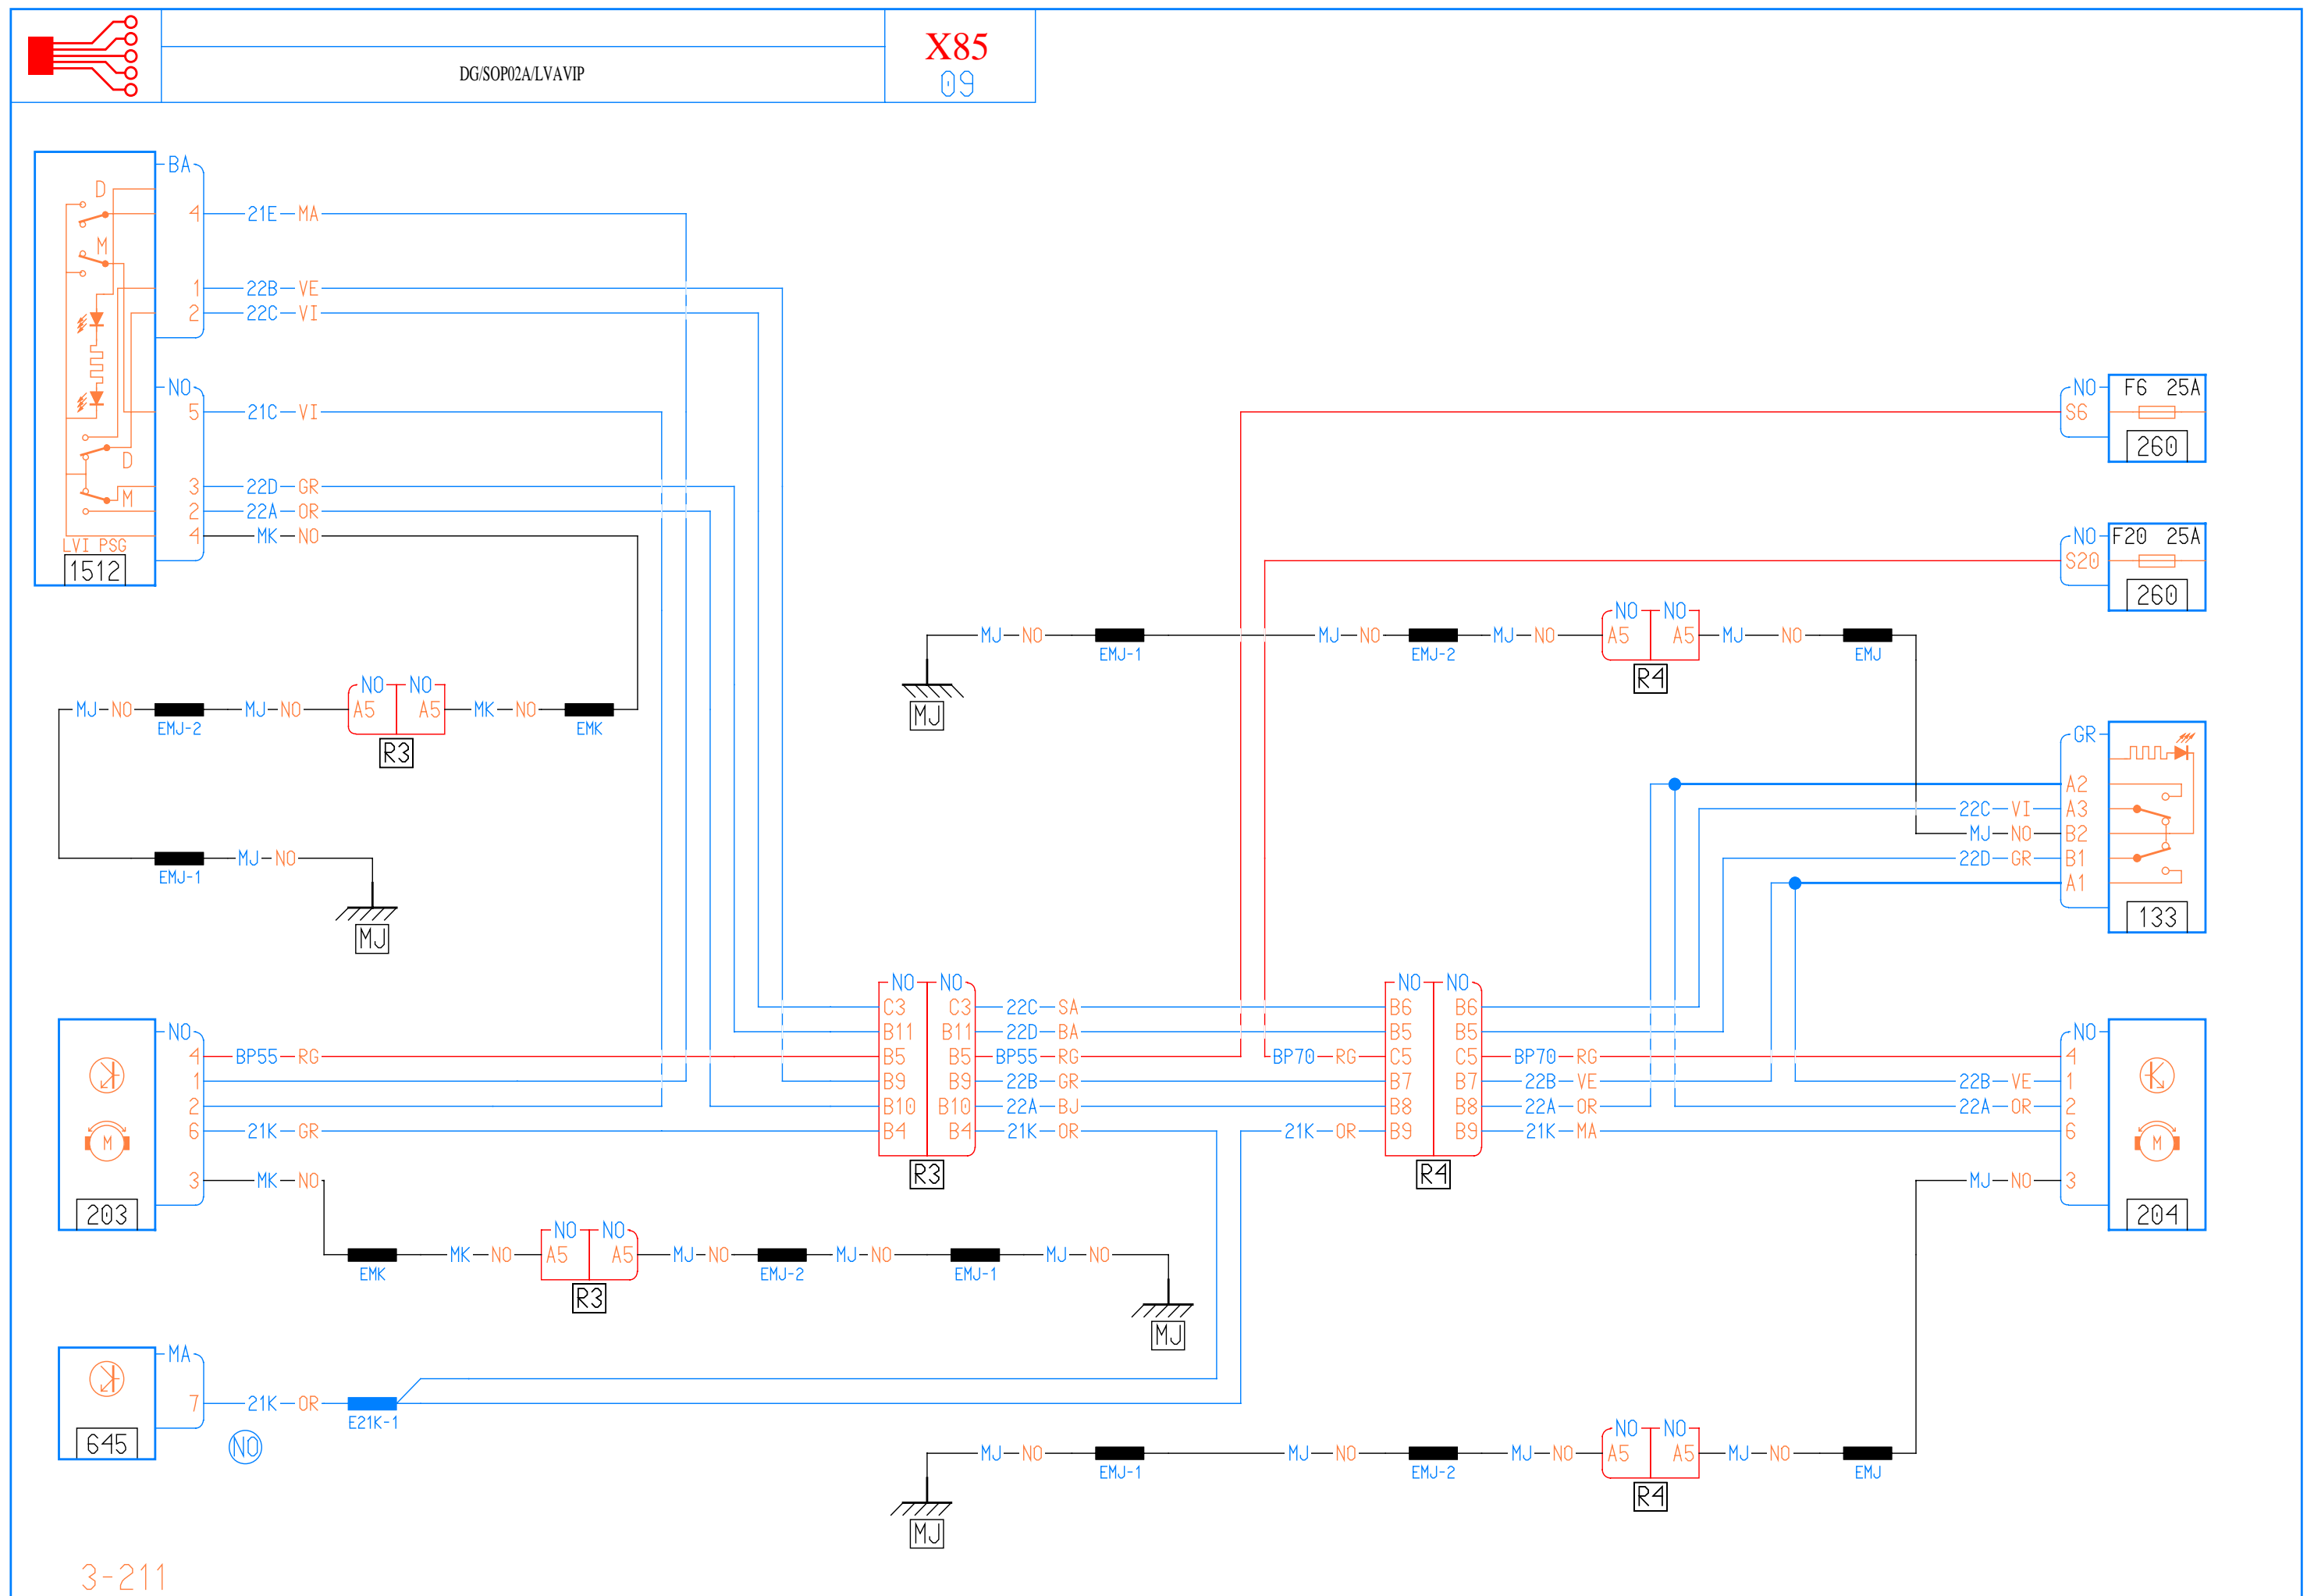 X85
DG/SOP02A/LVAVIP
09
BA
D
4 21E MA
M
1 22B VE
2 22C VI
NO
5 21C VI
D
3 22D GR
M
2 22A OR
4 MK NO
LVI PSG
1512
NO F6 25A
S6
260
NO F20 25A
S20
260
MJ NO EMJ-1 MJ NO EMJ-2 MJ NO NO NO A5 A5 MJ NO EMJ
R4
MJ
MJ NO EMJ-2 MJ NO NO NO A5 A5 MK NO EMK
R3
MJ NO
EMJ-1
MJ
GR
A2
22C VI A3
MJ NO B2
22D GR B1
A1
133
NO
4 BP55 RG
1
2
6 21K GR
3 MK NO
203
NO NO
C3 C3 22C SA
B11 B11 22D BA
B5 B5 BP55 RG
B9 B9 22B GR
B10 B10 22A BJ
B4 B4 21K OR
R3
NO NO
B6 B6
B5 B5
BP70 RG C5 C5 BP70 RG
B7 B7 22B VE
B8 B8 22A OR
21K OR B9 B9 21K MA
R4
NO
4
22B VE 1
22A OR 2
6
MJ NO 3
204
M
M
EMK MK NO NO NO A5 A5 MJ NO EMJ-2 MJ NO EMJ-1 MJ NO
R3
MJ
MA
7 21K OR
E21K-1
645
NO
MJ NO EMJ-1 MJ NO EMJ-2 MJ NO NO NO A5 A5 MJ NO EMJ
R4
MJ
3-211